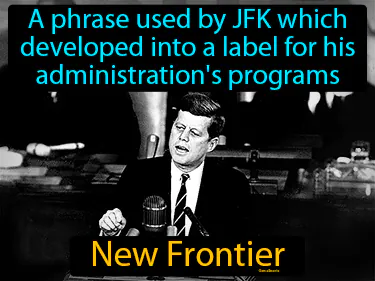 A phrase used by JFK which
developed into a label for his
administration's programs
New Frontier